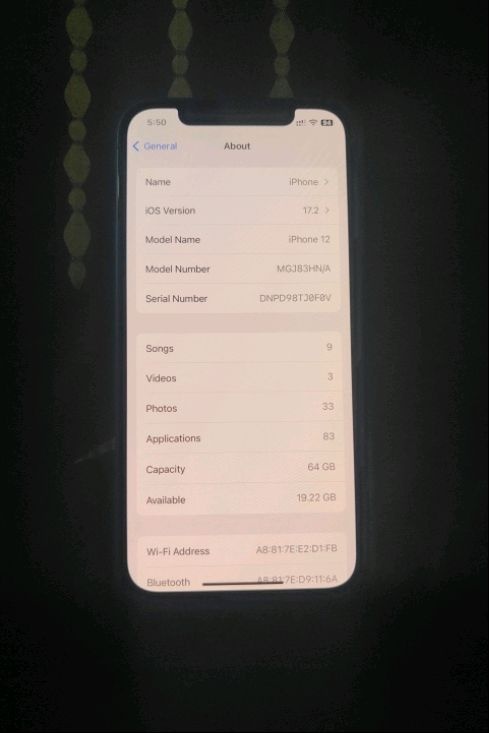 5:50 54
General About
Name iPhone
iOS Version 17.2
Model Name iPhone 12
Model Number MGJ83HN/A
Serial Number DNPD98TJ0F0V
Songs 9
Videos 3
Photos 33
Applications 83
Capacity 64 GB
Available 19.22 GB
Wi-Fi Address A8:81:7E:E2:D1:FB
Bluetooth A8:81:7E:D9:11:6A